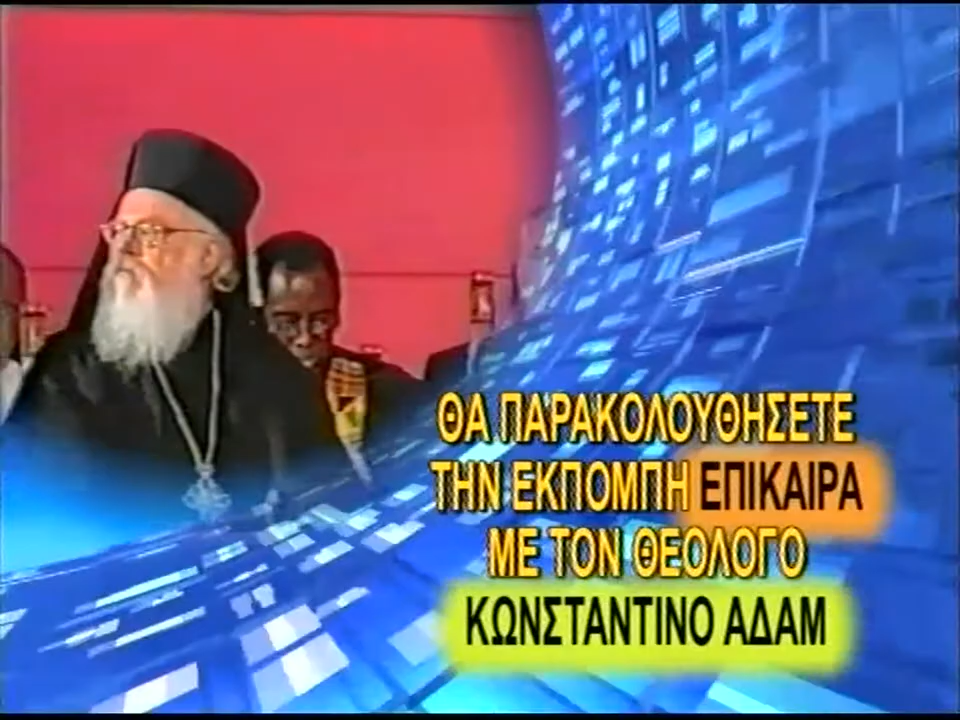 ΘΑ ΠΑΡΑΚΟΛΟΥΘΗΣΕΤΕ
ΤΗΝ ΕΚΠΟΜΠΗ ΕΠΙΚΑΙΡΑ
ΜΕ ΤΟΝ ΘΕΟΛΟΓΟ
ΚΩΝΣΤΑΝΤΙΝΟ ΑΔΑΜ